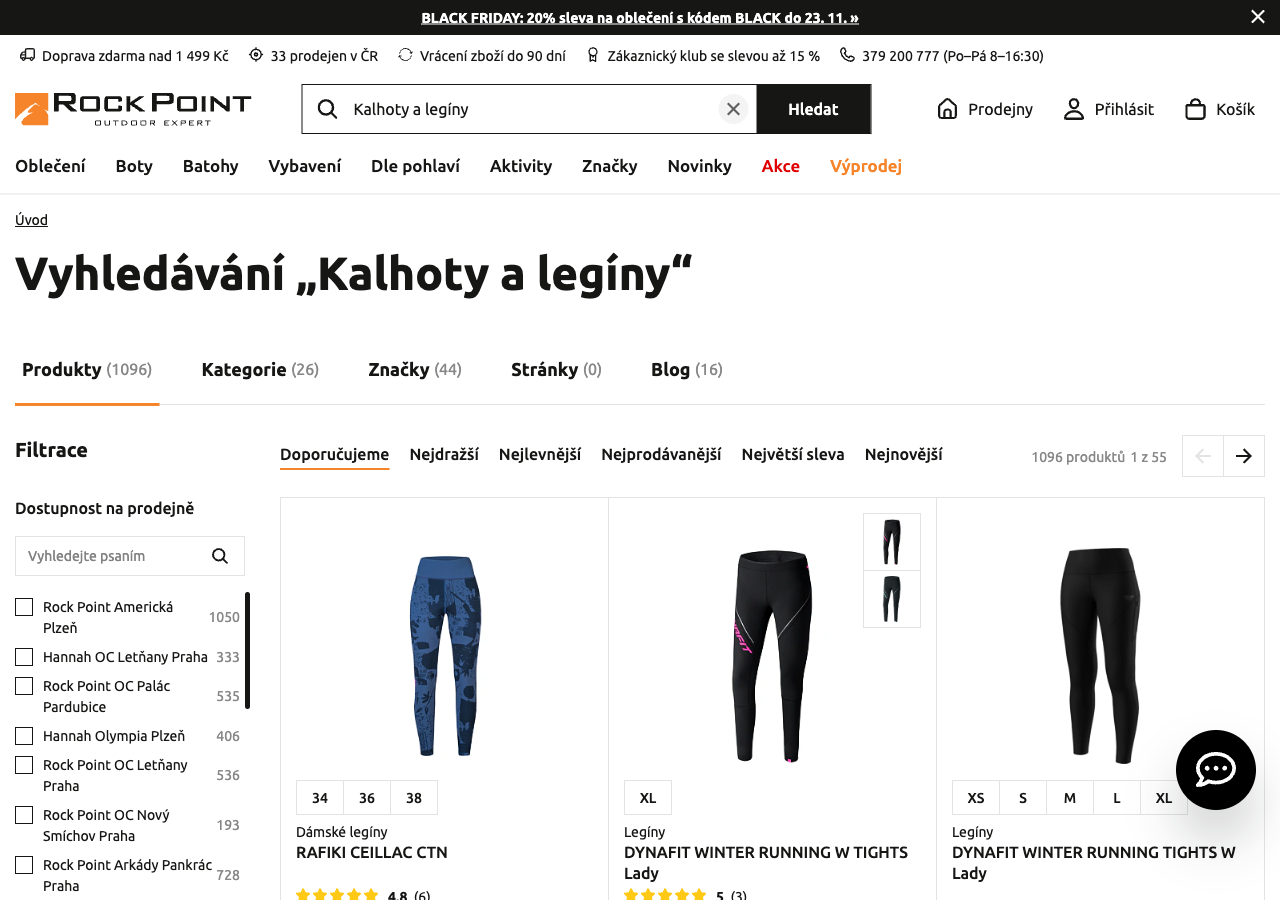 BLACK FRIDAY: 20% sleva na oblečení s kódem BLACK do 23. 11. »
Doprava zdarma nad 1 499 Kč
33 prodejen v ČR
Vrácení zboží do 90 dní
Zákaznický klub se slevou až 15 %
379 200 777 (Po–Pá 8–16:30)
ROCK POINT
OUTDOOR EXPERT
Kalhoty a legíny
Hledat
Prodejny
Přihlásit
Košík
Oblečení
Boty
Batohy
Vybavení
Dle pohlaví
Aktivity
Značky
Novinky
Akce
Výprodej
Úvod
Vyhledávání „Kalhoty a legíny“
Produkty (1096)
Kategorie (26)
Značky (44)
Stránky (0)
Blog (16)
Filtrace
Doporučujeme
Nejdražší
Nejlevnější
Nejprodávanější
Největší sleva
Nejnovější
1096 produktů 1 z 55
Dostupnost na prodejně
Vyhledejte psaním
Rock Point Americká
Plzeň
1050
Hannah OC Letňany Praha
333
Rock Point OC Palác
Pardubice
535
Hannah Olympia Plzeň
406
Rock Point OC Letňany
Praha
536
Rock Point OC Nový
Smíchov Praha
193
Rock Point Arkády Pankrác
Praha
728
34
36
38
Dámské legíny
RAFIKI CEILLAC CTN
4,8 (6)
XL
Legíny
DYNAFIT WINTER RUNNING W TIGHTS
Lady
5 (3)
XS
S
M
L
XL
Legíny
DYNAFIT WINTER RUNNING TIGHTS W
Lady